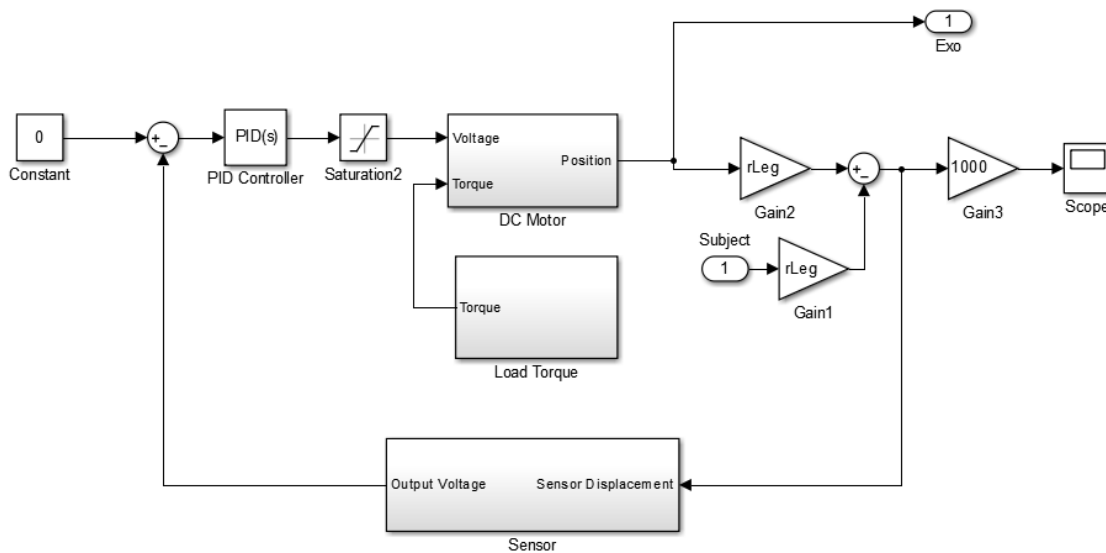 1
Exo
0
Constant
+
-
PID(s)
PID Controller
Saturation2
Voltage
Torque
Position
DC Motor
rLeg
Gain2
+
-
1000
Gain3
Scope
Subject
1
rLeg
Gain1
Torque
Load Torque
Output Voltage
Sensor Displacement
Sensor